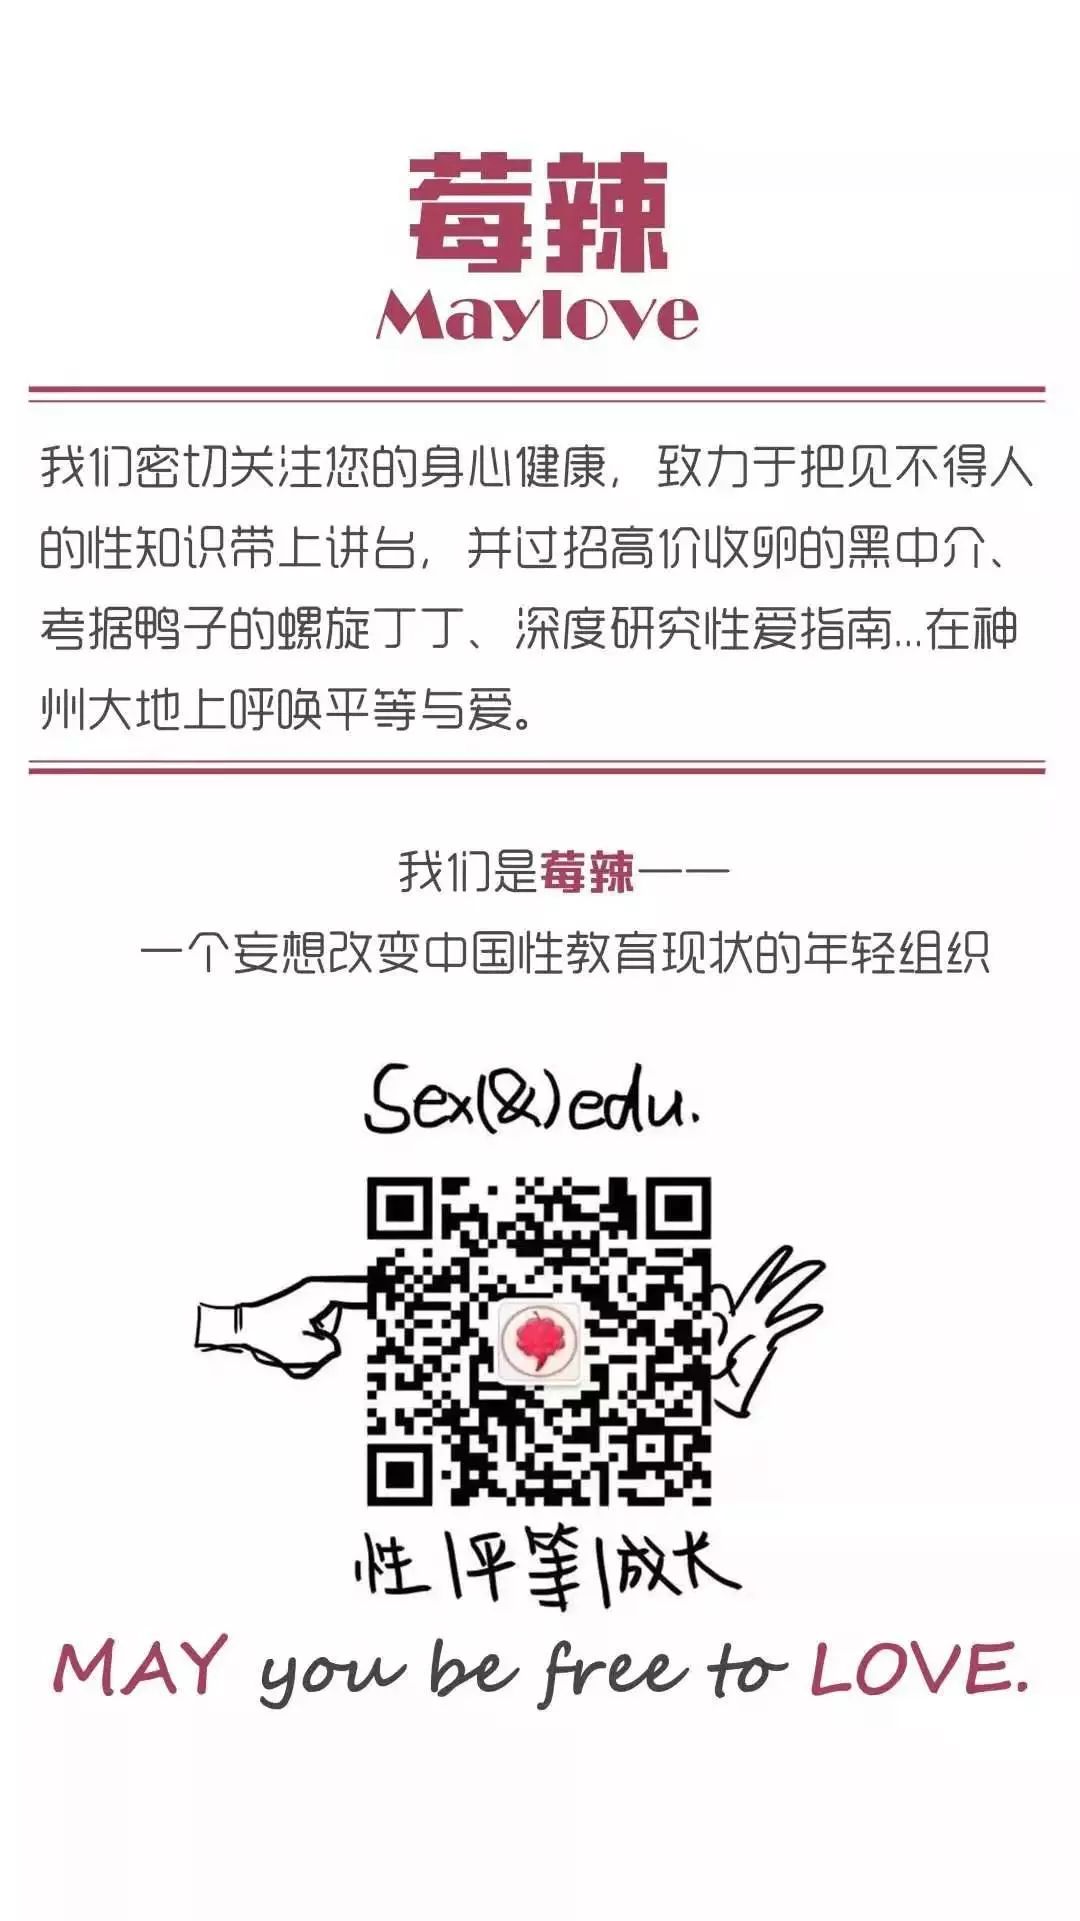 莓辣
Maylove
我们密切关注您的身心健康，致力于把见不得人
的性知识带上讲台，并过招高价收卵的黑中介、
考据鸭子的螺旋丁丁、深度研究性爱指南...在神
州大地上呼唤平等与爱。
我们是莓辣——
一个妄想改变中国性教育现状的年轻组织
Sex(&)edu.
性|平等|成长
MAY you be free to LOVE.